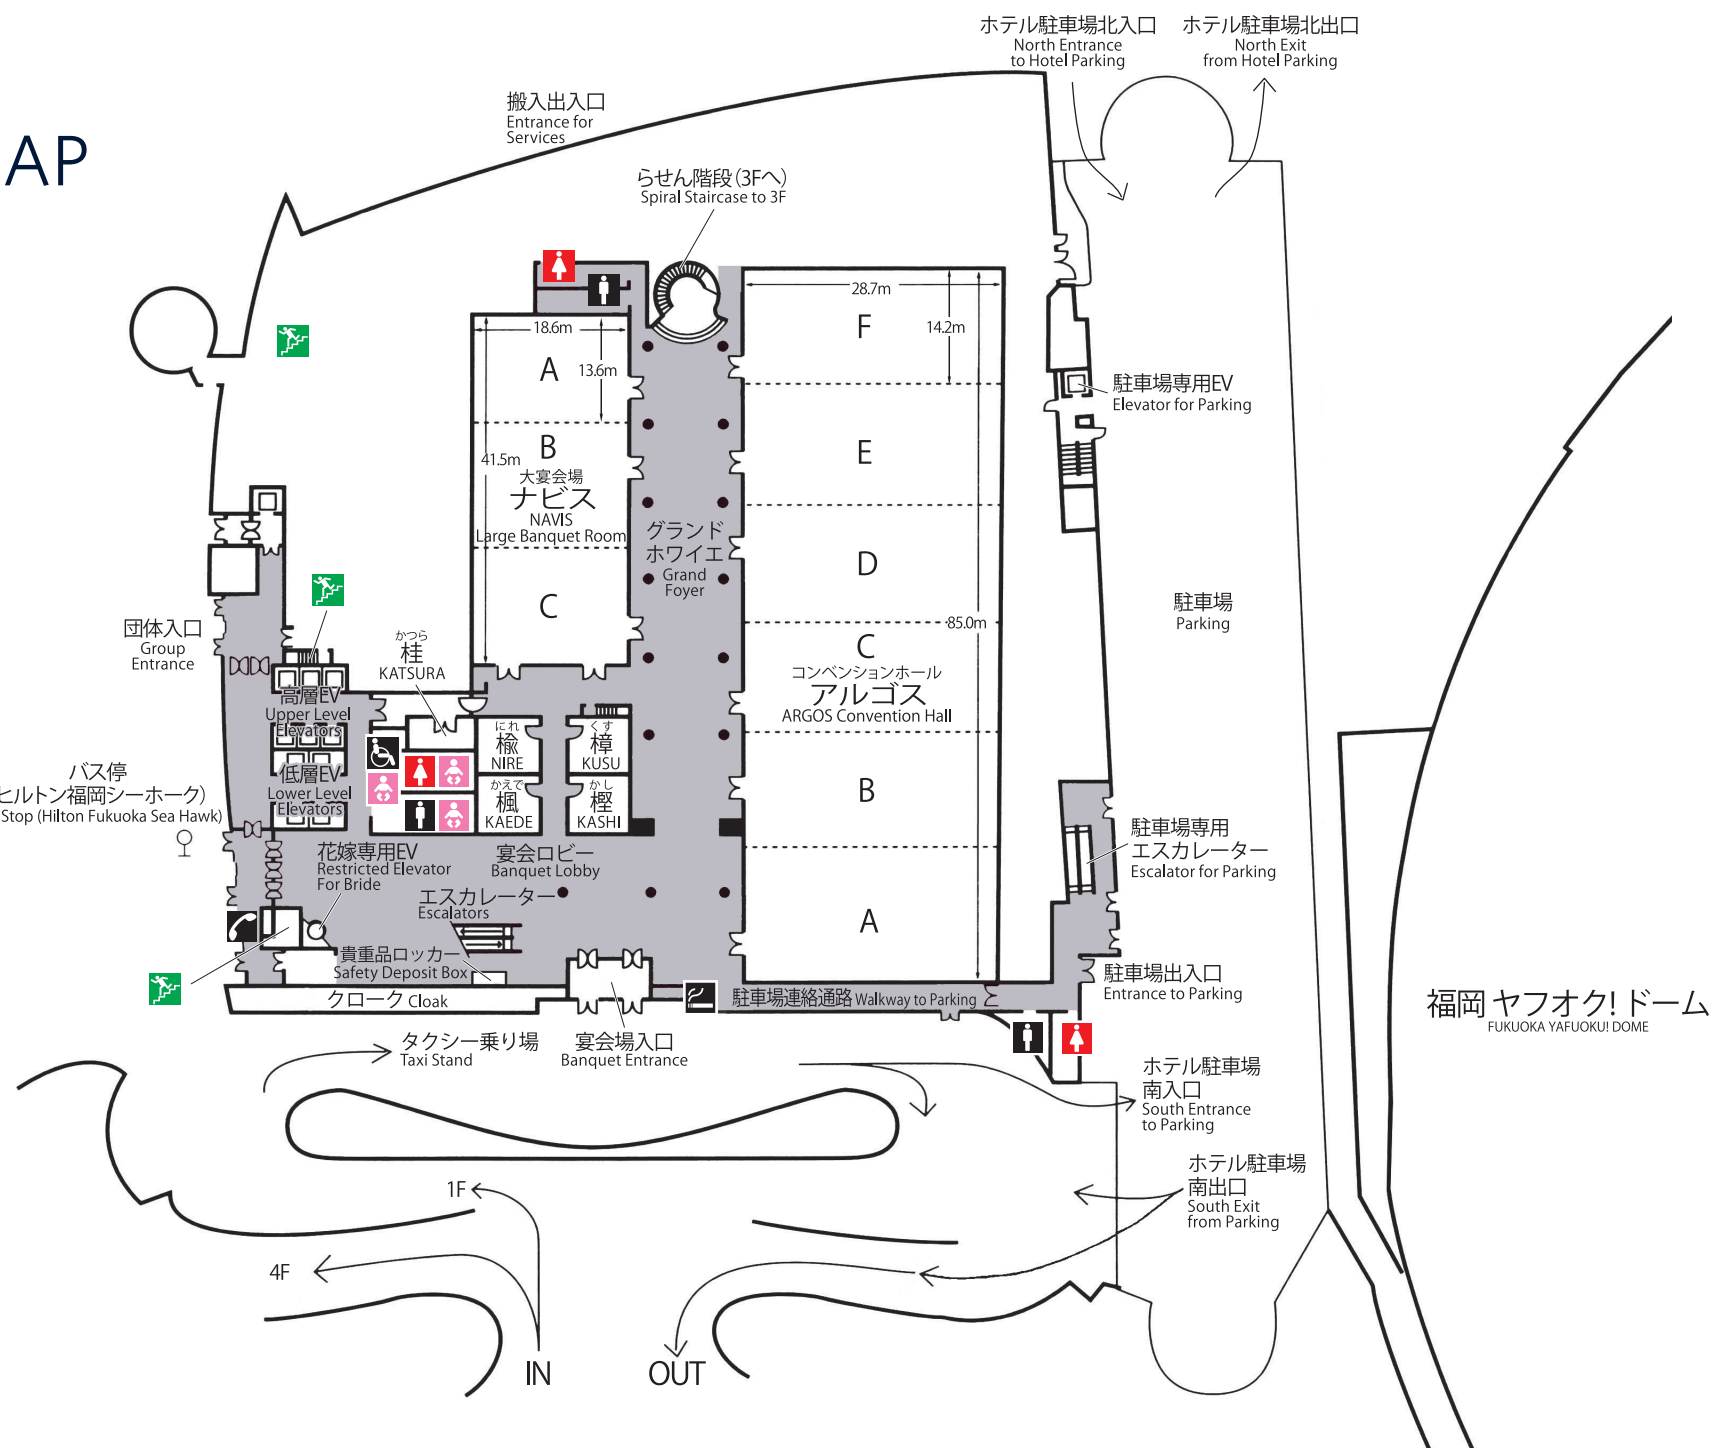 AP
ホテル駐車場北入口
North Entrance
to Hotel Parking
ホテル駐車場北出口
North Exit
from Hotel Parking
搬入出入口
Entrance for
Services
らせん階段(3Fへ)
Spiral Staircase to 3F
28.7m
F
14.2m
18.6m
A
13.6m
駐車場専用EV
Elevator for Parking
B
41.5m
大宴会場
ナビス
NAVIS
Large Banquet Room
E
グランド
ホワイエ
Grand
Foyer
D
C
駐車場
Parking
団体入口
Group
Entrance
かつら
桂
KATSURA
85.0m
C
コンベンションホール
アルゴス
ARGOS Convention Hall
高層EV
Upper Level
Elevators
にれ
楡
NIRE
くす
樟
KUSU
バス停
ヒルトン福岡シーホーク)
Stop (Hilton Fukuoka Sea Hawk)
低層EV
Lower Level
Elevators
かえで
楓
KAEDE
かし
樫
KASHI
B
駐車場専用
エスカレーター
Escalator for Parking
花嫁専用EV
Restricted Elevator
For Bride
宴会ロビー
Banquet Lobby
エスカレーター
Escalators
A
貴重品ロッカー
Safety Deposit Box
クローク Cloak
駐車場連絡通路 Walkway to Parking
駐車場出入口
Entrance to Parking
福岡 ヤフオク! ドーム
FUKUOKA YAFUOKU! DOME
タクシー乗り場
Taxi Stand
宴会場入口
Banquet Entrance
ホテル駐車場
南入口
South Entrance
to Parking
ホテル駐車場
南出口
South Exit
from Parking
1F
4F
IN
OUT